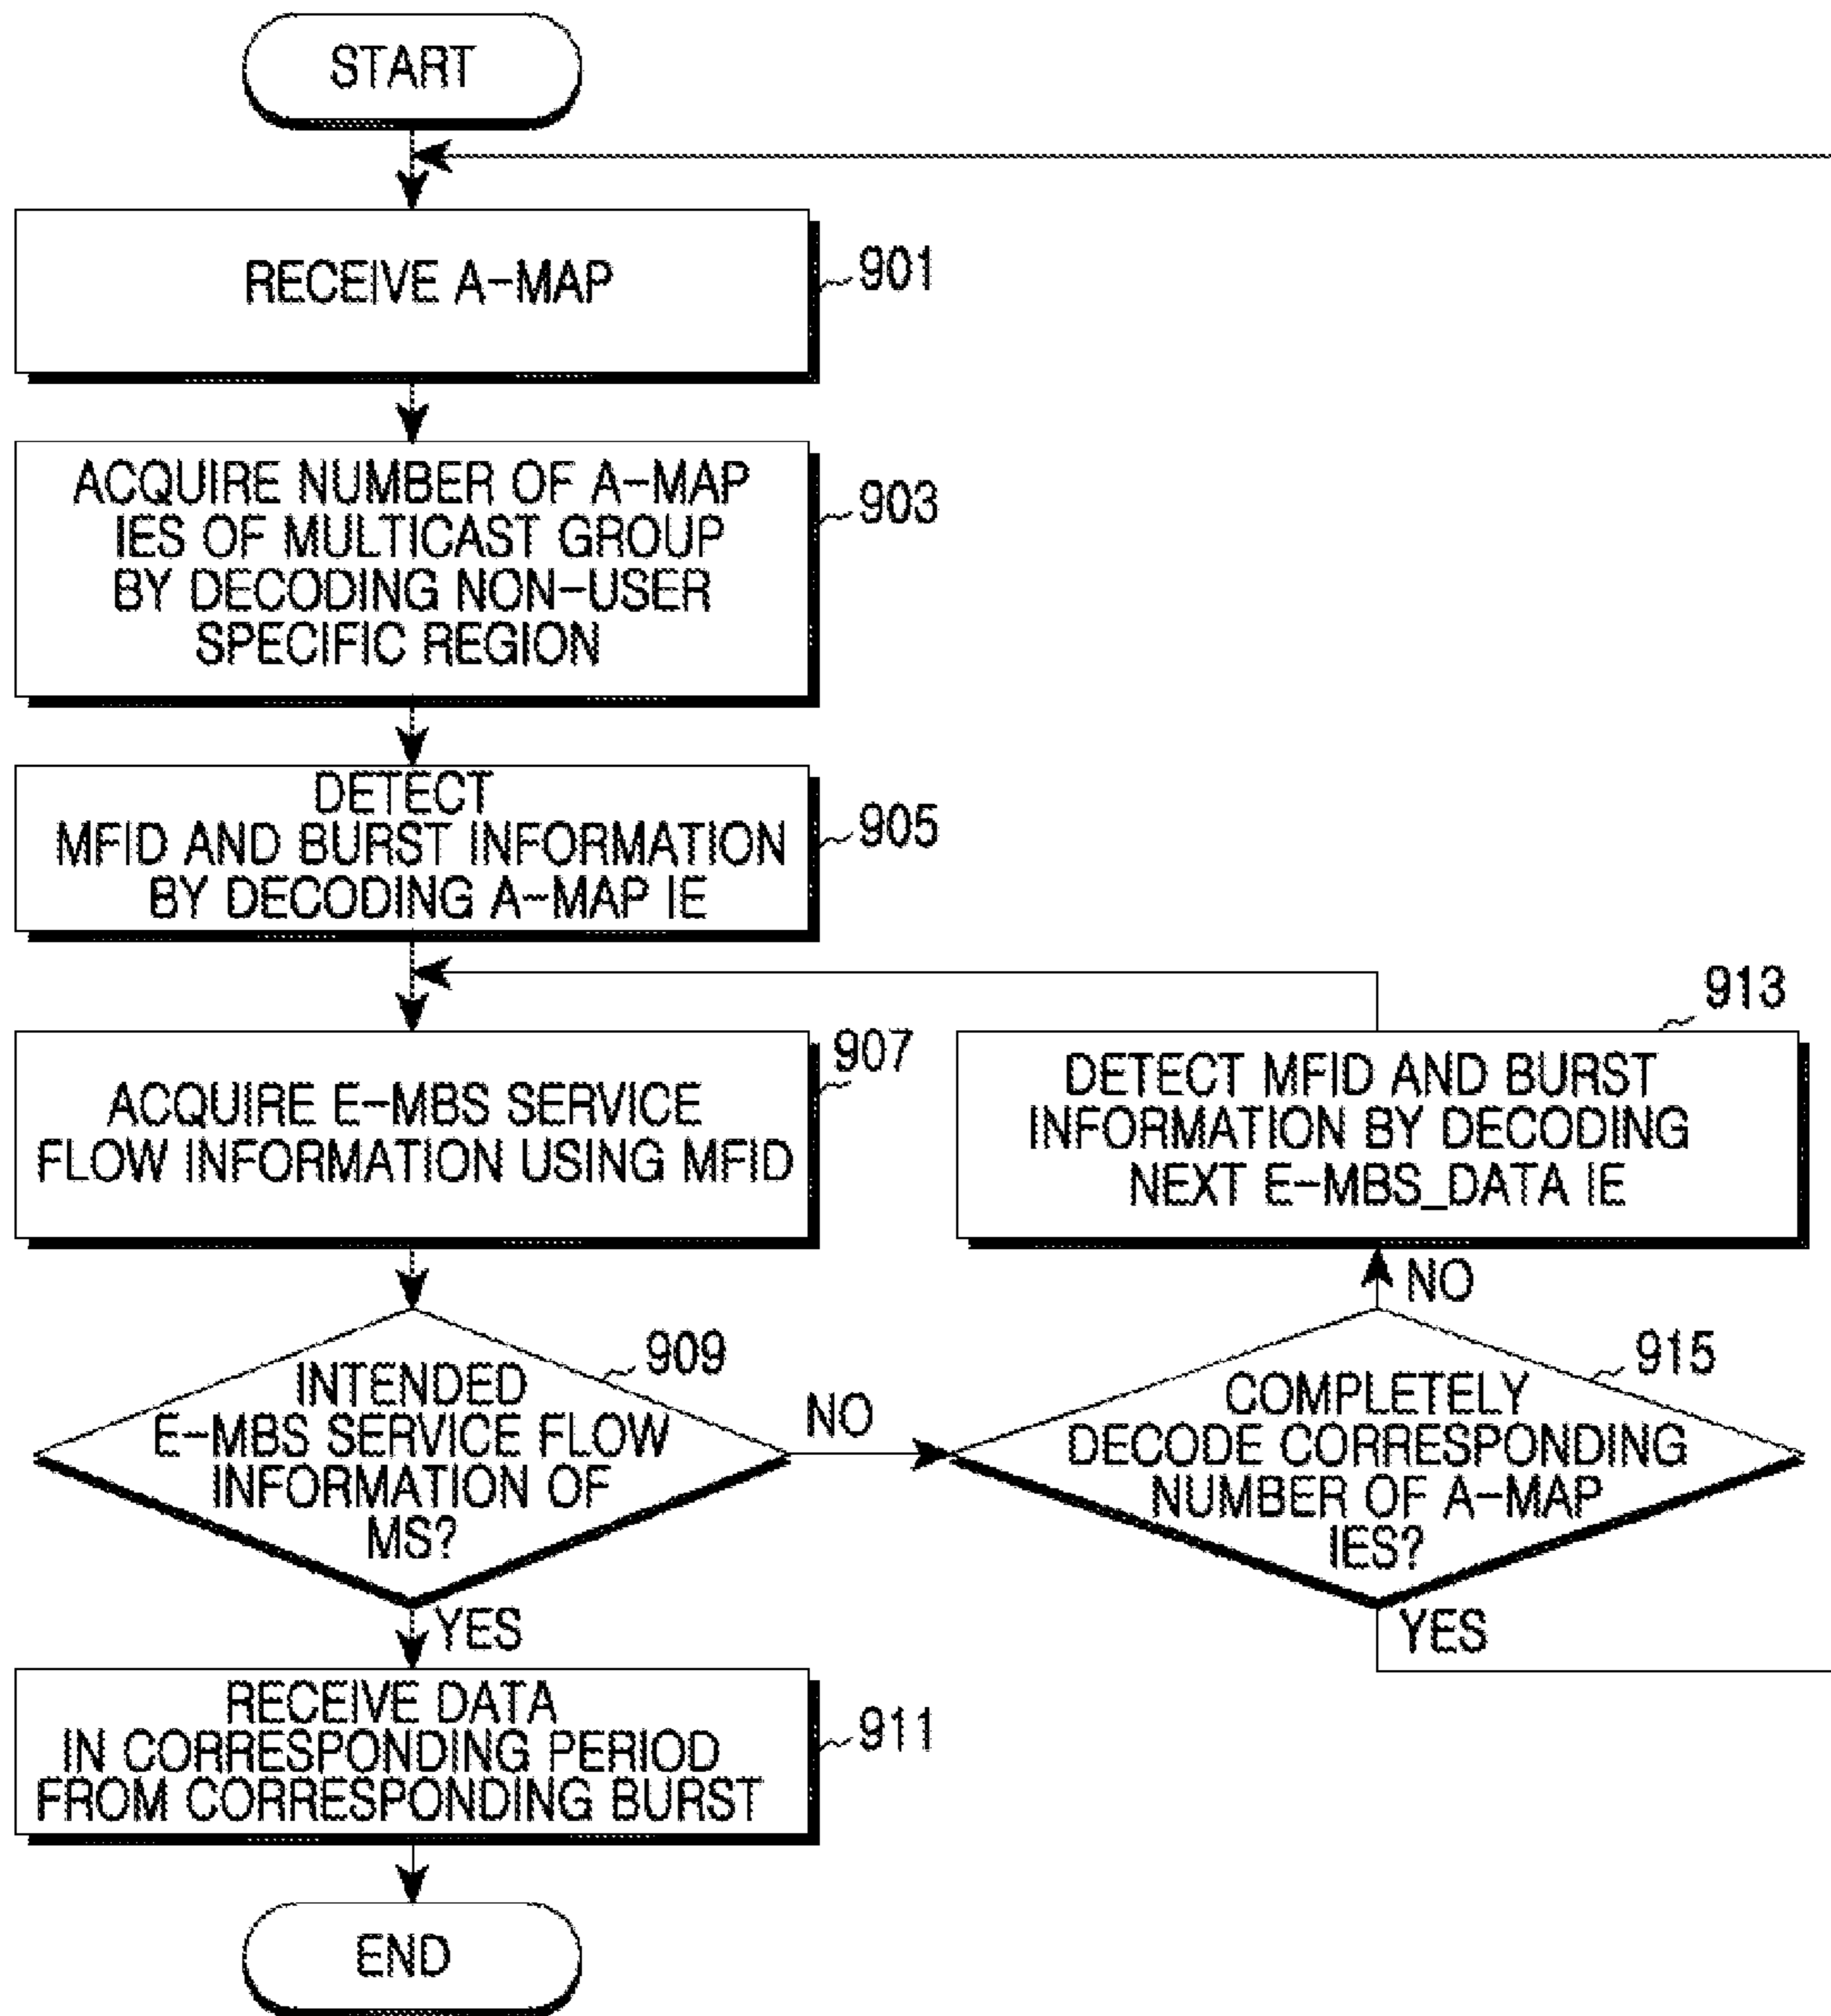 START
RECEIVE A-MAP
901
ACQUIRE NUMBER OF A-MAP
IES OF MULTICAST GROUP
BY DECODING NON-USER
SPECIFIC REGION
903
DETECT
MFID AND BURST INFORMATION
BY DECODING A-MAP IE
905
ACQUIRE E-MBS SERVICE
FLOW INFORMATION USING MFID
907
913
DETECT MFID AND BURST
INFORMATION BY DECODING
NEXT E-MBS_DATA IE
NO
909
INTENDED
E-MBS SERVICE FLOW
INFORMATION OF
MS?
NO
915
COMPLETELY
DECODE CORRESPONDING
NUMBER OF A-MAP
IES?
YES
YES
RECEIVE DATA
IN CORRESPONDING PERIOD
FROM CORRESPONDING BURST
911
END